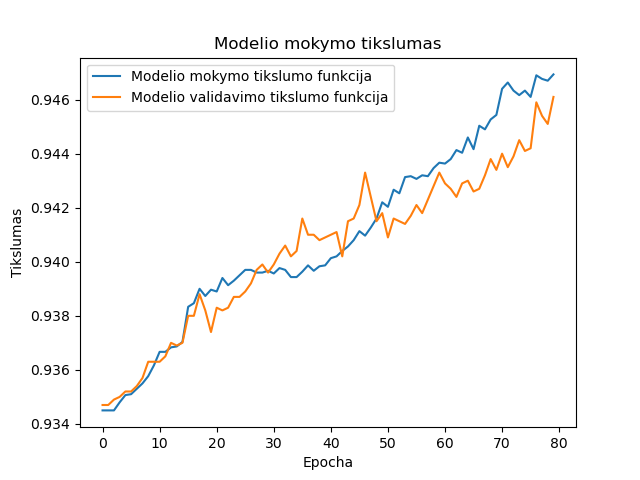 Modelio mokymo tikslumas
Modelio mokymo tikslumo funkcija
Modelio validavimo tikslumo funkcija
0.946
0.944
0.942
0.940
0.938
0.936
0.934
Tikslumas
0 10 20 30 40 50 60 70 80
Epocha